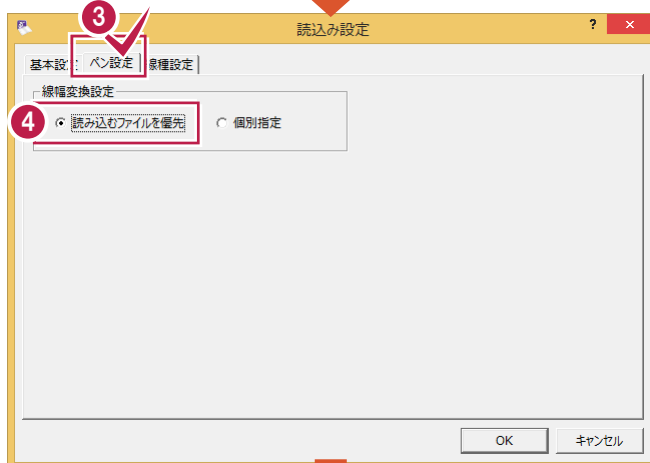 3
読込み設定
? ×
基本設定 ペン設定 線種設定
線幅変換設定
4
読み込むファイルを優先 個別指定
OK キャンセル